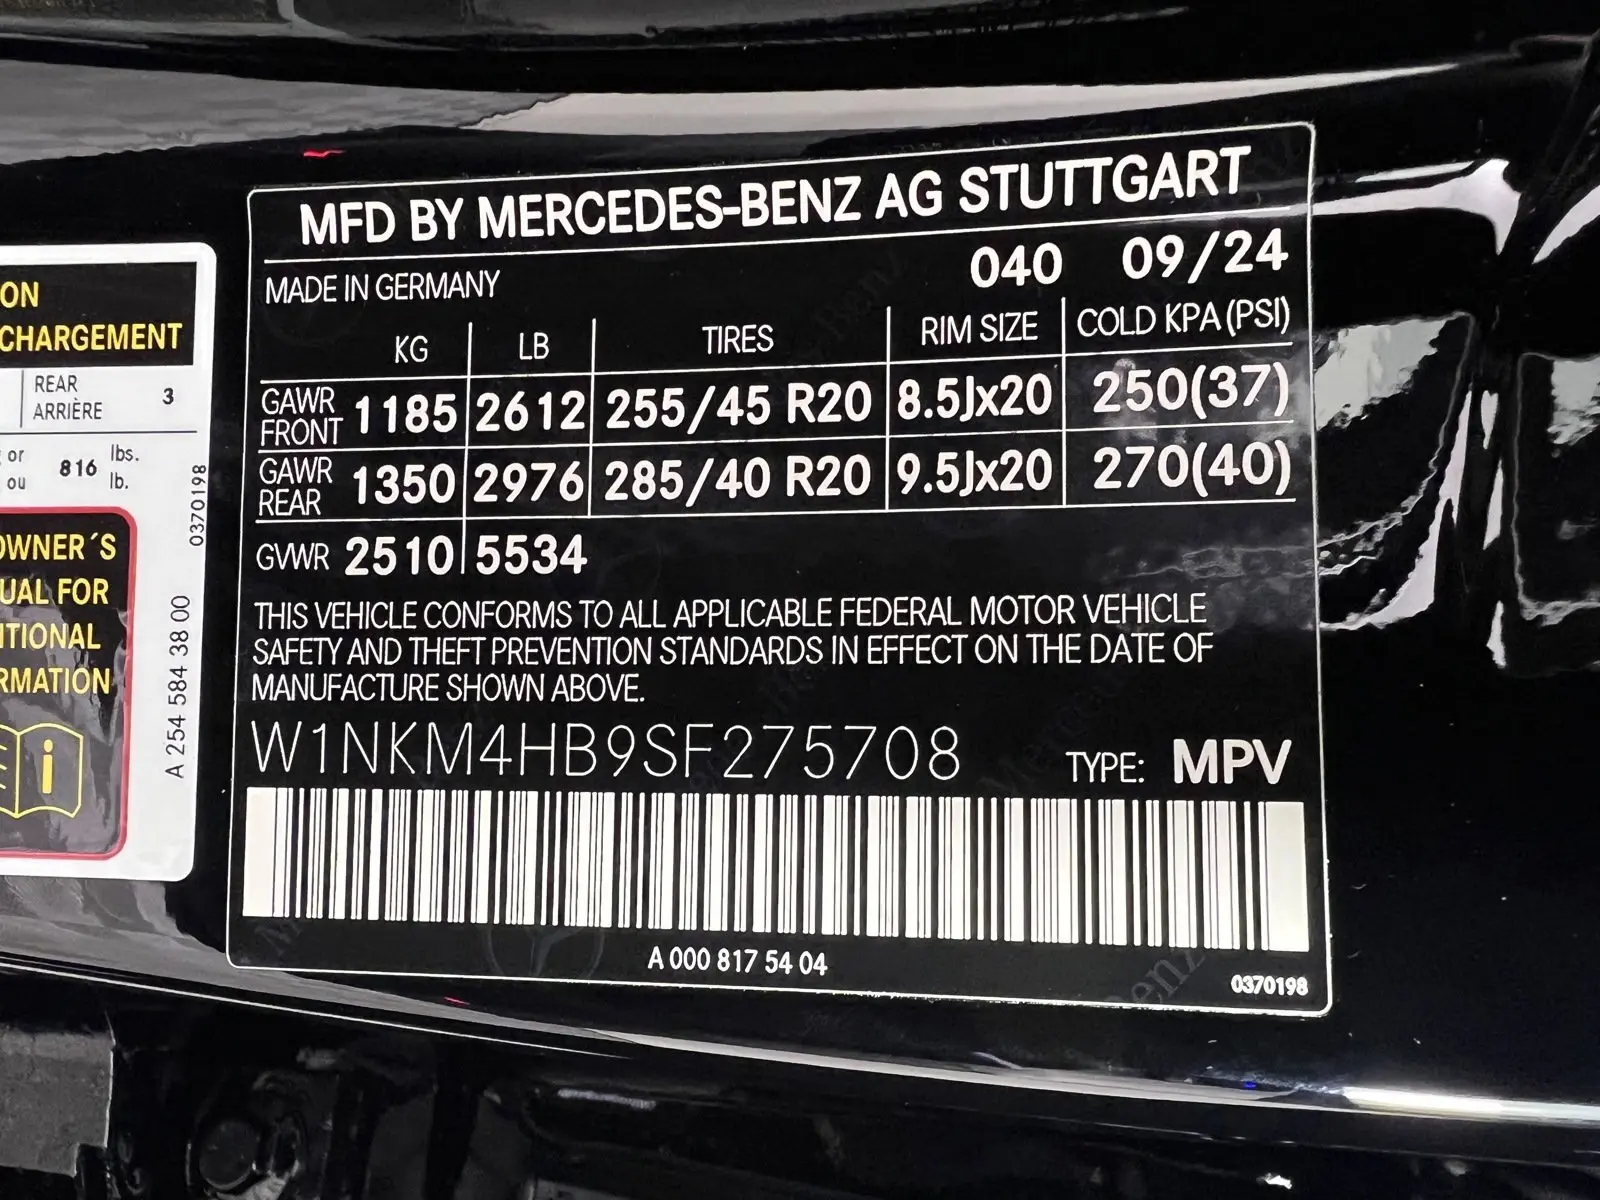 ON
CHARGEMENT
REAR
ARRIÈRE 3
or 816 lbs.
ou lb.
OWNER´S
UAL FOR
ITIONAL
RMATION
0370198
A 254 584 38 00
MFD BY MERCEDES-BENZ AG STUTTGART
MADE IN GERMANY 040 09/24
KG LB TIRES RIM SIZE COLD KPA(PSI)
GAWR FRONT 1185 2612 255/45 R20 8.5Jx20 250(37)
GAWR REAR 1350 2976 285/40 R20 9.5Jx20 270(40)
GVWR 2510 5534
THIS VEHICLE CONFORMS TO ALL APPLICABLE FEDERAL MOTOR VEHICLE
SAFETY AND THEFT PREVENTION STANDARDS IN EFFECT ON THE DATE OF
MANUFACTURE SHOWN ABOVE.
W1NKM4HB9SF275708 TYPE: MPV
A 000 817 54 04
0370198